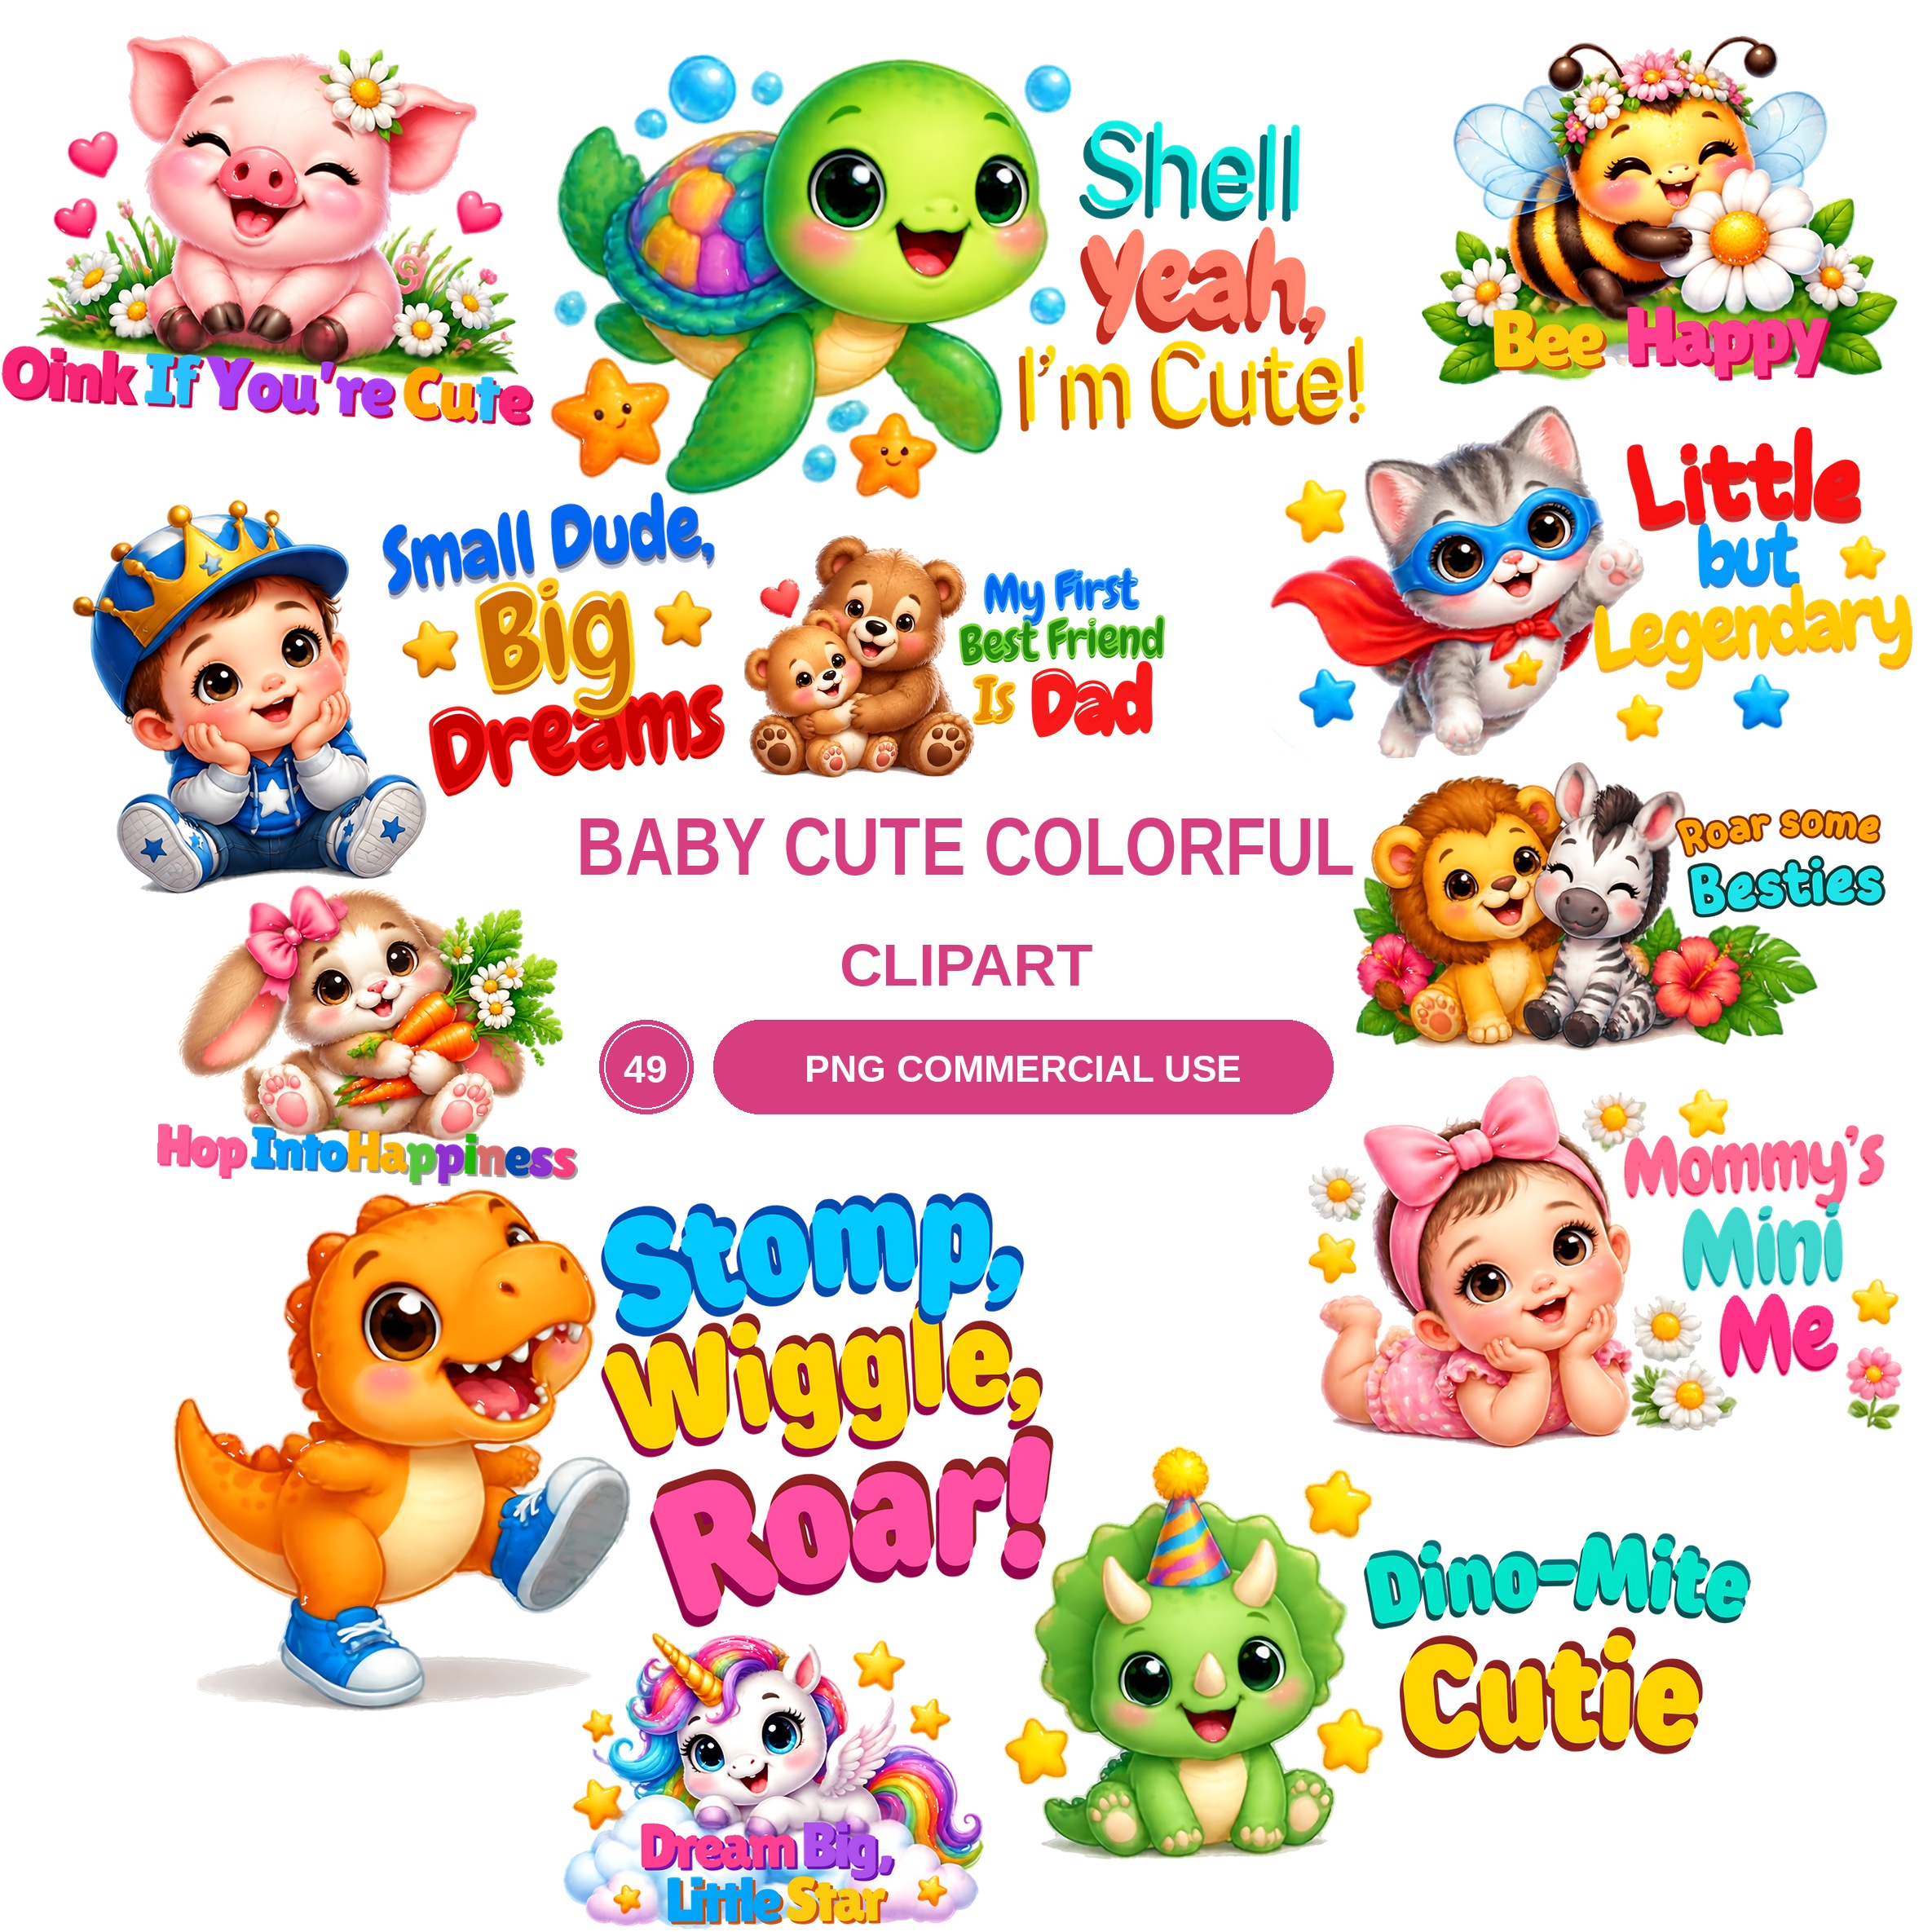 Oink If You're Cute
Shell
Yeah,
I'm Cute!
Bee Happy
Small Dude,
Big
Dreams
My First
Best Friend
Is Dad
Little
but
Legendary
Roar some
Besties
BABY CUTE COLORFUL
CLIPART
49
PNG COMMERCIAL USE
Hop IntoHappiness
Mommy's
Mini
Me
Stomp,
Wiggle,
Roar!
Dino-Mite
Cutie
Dream Big,
Little Star